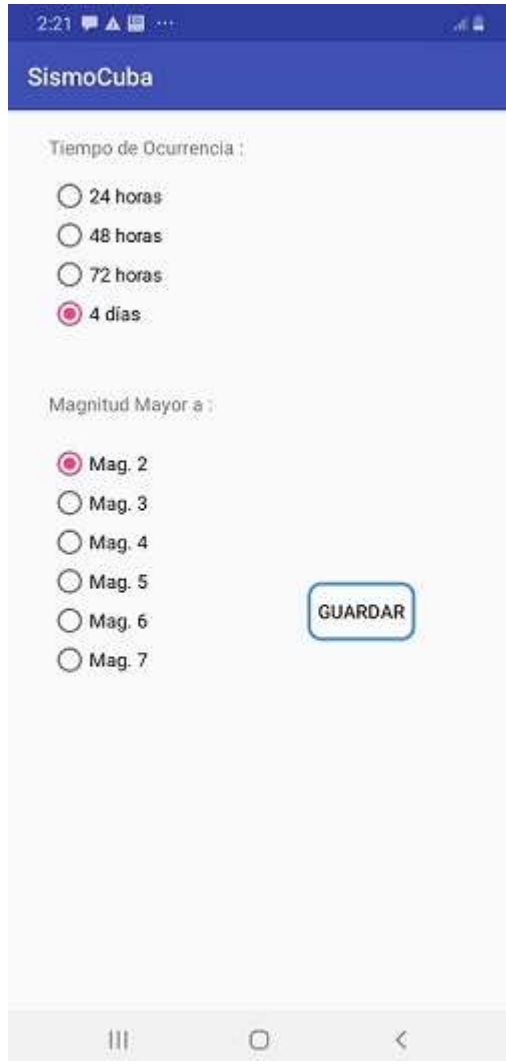 2:21
SismoCuba
Tiempo de Ocurrencia :
24 horas
48 horas
72 horas
4 días
Magnitud Mayor a :
Mag. 2
Mag. 3
Mag. 4
Mag. 5
Mag. 6
GUARDAR
Mag. 7